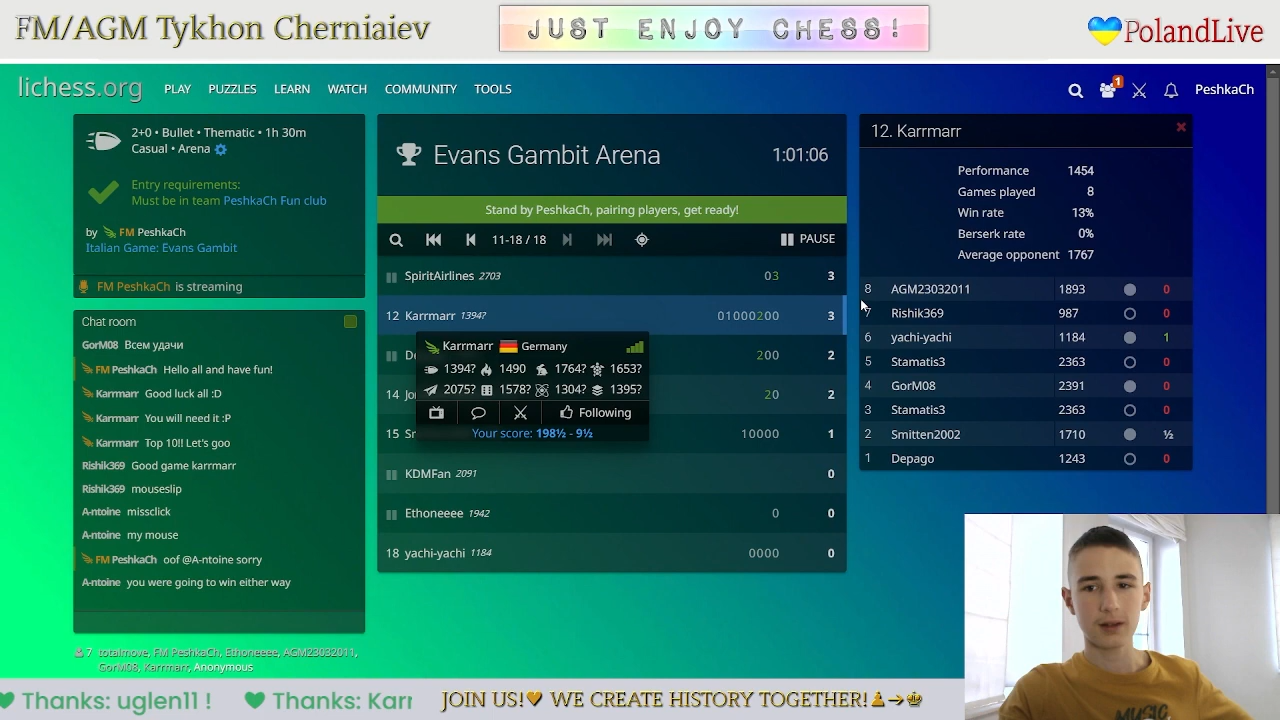 FM/AGM Tykhon Cherniaiev
JUST ENJOY CHESS!
PolandLive
lichess.org
PLAY PUZZLES LEARN WATCH COMMUNITY TOOLS
1
PeshkaCh
2+0 • Bullet • Thematic • 1h 30m
Casual • Arena
Entry requirements:
Must be in team PeshkaCh Fun club
by FM PeshkaCh
Italian Game: Evans Gambit
FM PeshkaCh is streaming
Chat room
GorM08 Всем удачи
FM PeshkaCh Hello all and have fun!
Karrmarr Good luck all :D
Karrmarr You will need it :P
Karrmarr Top 10!! Let's goo
Rishik369 Good game karrmarr
Rishik369 mouseslip
A-ntoine missclick
A-ntoine my mouse
FM PeshkaCh oof @A-ntoine sorry
A-ntoine you were going to win either way
7 totalmove, FM PeshkaCh, Ethoneeee, AGM23032011,
GorM08, Karrmarr, Anonymous
Evans Gambit Arena 1:01:06
Stand by PeshkaCh, pairing players, get ready!
11-18 / 18 PAUSE
SpiritAirlines 2703 03 3
12 Karrmarr 1394? 01000200 3
200 2
14 20 2
15 10000 1
KDMFan 2091 0
Ethoneeee 1942 0 0
18 yachi-yachi 1184 0000 0
Karrmarr Germany
1394? 1490 1764? 1653?
2075? 1578? 1304? 1395?
Following
Your score: 198½ - 9½
12. Karrmarr
Performance 1454
Games played 8
Win rate 13%
Berserk rate 0%
Average opponent 1767
8 AGM23032011 1893 0
7 Rishik369 987 0
6 yachi-yachi 1184 1
5 Stamatis3 2363 0
4 GorM08 2391 0
3 Stamatis3 2363 0
2 Smitten2002 1710 ½
1 Depago 1243 0
MUSIC
Thanks: uglen11 ! Thanks: Karr
JOIN US! WE CREATE HISTORY TOGETHER!